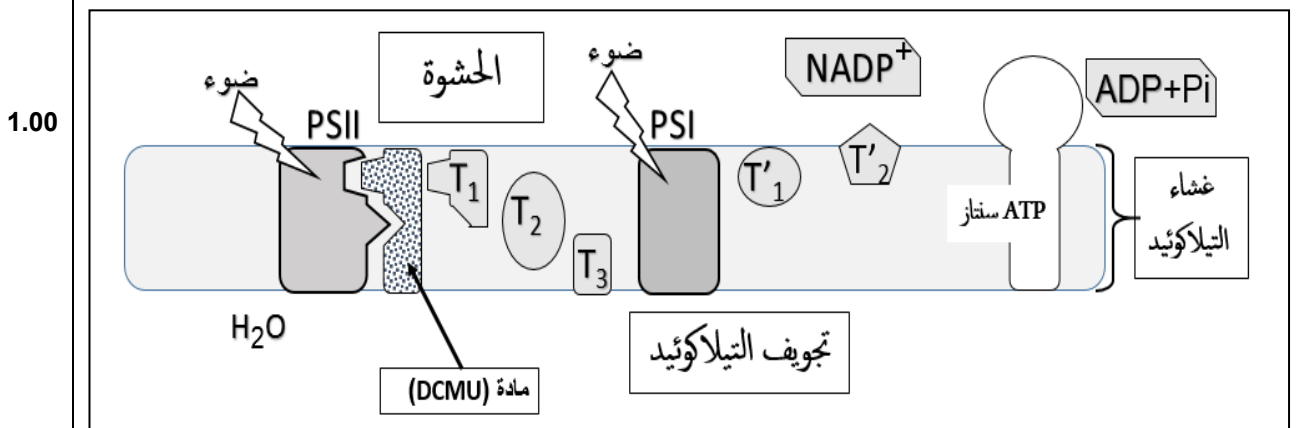 1.00
الحشوة
ضوء
ضوء
NADP+
ADP+Pi
PSII
PSI
T1
T2
T3
T'1
T'2
ATP سنتاز
غشاء
التيلاكوئيد
H2O
تجويف التيلاكوئيد
مادة (DCMU)